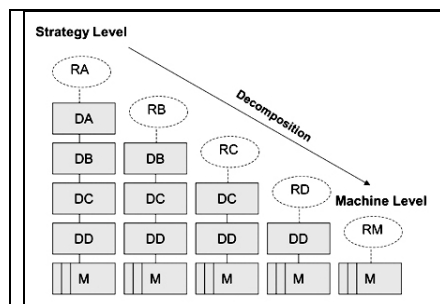 Strategy Level
RA
Decomposition
DA
RB
DB
DB
RC
DC
DC
DC
RD
Machine Level
DD
DD
DD
DD
RM
M
M
M
M
M